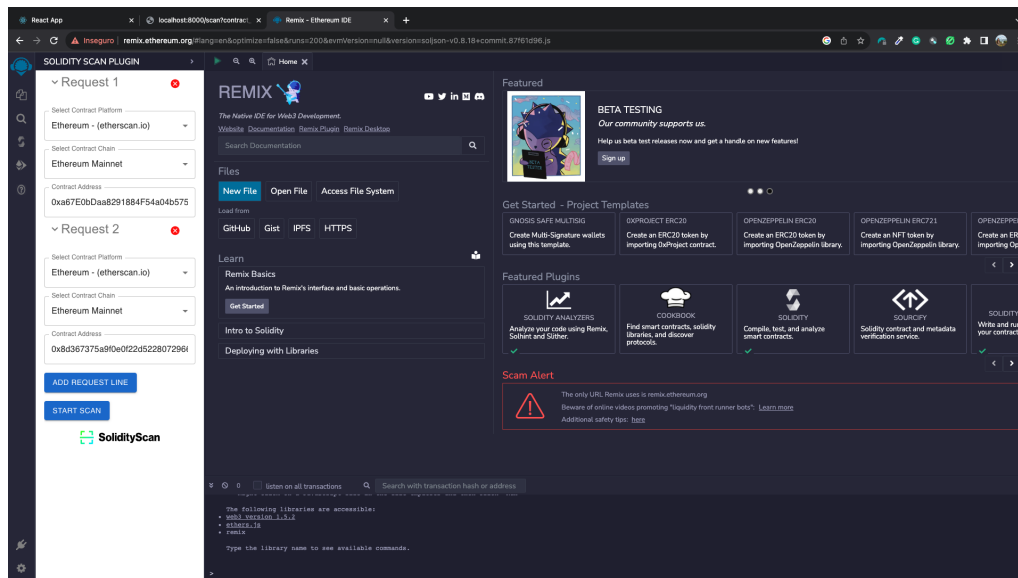 React App
localhost:8000/scan?contract_
Remix - Ethereum IDE
Inseguro
remix.ethereum.org/#lang=en&optimize=false&runs=200&evmVersion=null&version=soljson-v0.8.18+commit.87f61d96.js
SOLIDITY SCAN PLUGIN
Request 1
Select Contract Platform
Ethereum - (etherscan.io)
Select Contract Chain
Ethereum Mainnet
Contract Address
0xa67E0bDaa8291884F54a04b575
Request 2
Select Contract Platform
Ethereum - (etherscan.io)
Select Contract Chain
Ethereum Mainnet
Contract Address
0x8d367375a9f0e0f22d5228072966
ADD REQUEST LINE
START SCAN
SolidityScan
Home
REMIX
The Native IDE for Web3 Development.
Website Documentation Remix Plugin Remix Desktop
Search Documentation
Files
New File Open File Access File System
Load from
GitHub Gist IPFS HTTPS
Learn
Remix Basics
An introduction to Remix's interface and basic operations.
Get Started
Intro to Solidity
Deploying with Libraries
Featured
BETA TESTING
Our community supports us.
Help us beta test releases now and get a handle on new features!
Sign up
BETA
Get Started - Project Templates
GNOSIS SAFE MULTISIG
Create Multi-Signature wallets
using this template.
0XPROJECT ERC20
Create an ERC20 token by
importing 0xProject contract.
OPENZEPPELIN ERC20
Create an ERC20 token by
importing OpenZeppelin library.
OPENZEPPELIN ERC721
Create an NFT token by
importing OpenZeppelin library.
OPENZEPPE
Create an ER
importing Op
Featured Plugins
SOLIDITY ANALYZERS
Analyze your code using Remix,
Solhint and Slither.
COOKBOOK
Find smart contracts, solidity
libraries, and discover
protocols.
SOLIDITY
Compile, test, and analyze
smart contracts.
SOURCIFY
Solidity contract and metadata
verification service.
SOLIDITY
Write and ru
your contract
Scam Alert
The only URL Remix uses is remix.ethereum.org
Beware of online videos promoting "liquidity front runner bots": Learn more
Additional safety tips: here
0
listen on all transactions
Search with transaction hash or address
The following libraries are accessible:
web3 version 1.5.2
ethers.js
remix
Type the library name to see available commands.
>